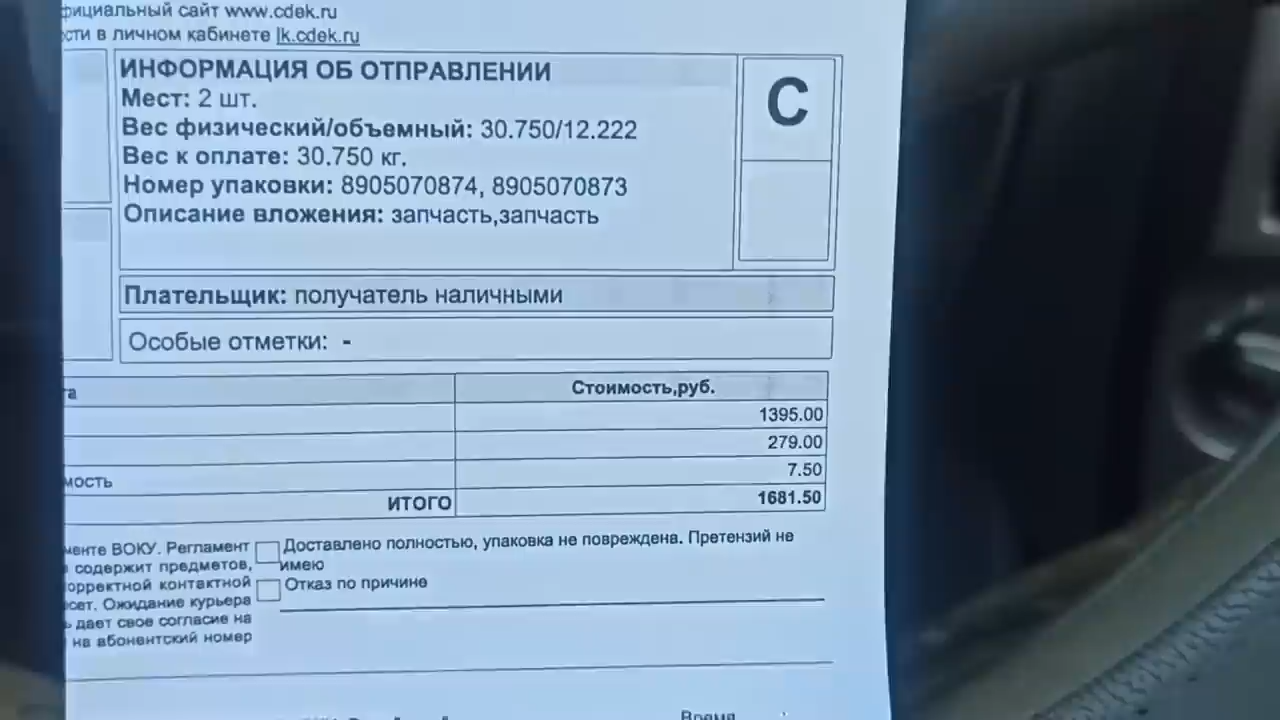 фициальный сайт www.cdek.ru
сти в личном кабинете lk.cdek.ru
ИНФОРМАЦИЯ ОБ ОТПРАВЛЕНИИ
Мест: 2 шт.
С
Вес физический/объемный: 30.750/12.222
Вес к оплате: 30.750 кг.
Номер упаковки: 8905070874, 8905070873
Описание вложения: запчасть,запчасть
Плательщик: получатель наличными
Особые отметки: -
та Стоимость,руб.
1395.00
279.00
мость 7.50
ИТОГО 1681.50
менте ВОКУ. Регламент
содержит предметов,
орректной контактной
сет. Ожидание курьера
ь дает свое согласие на
на абонентский номер
Доставлено полностью, упаковка не повреждена. Претензий не
имею
Отказ по причине
Время